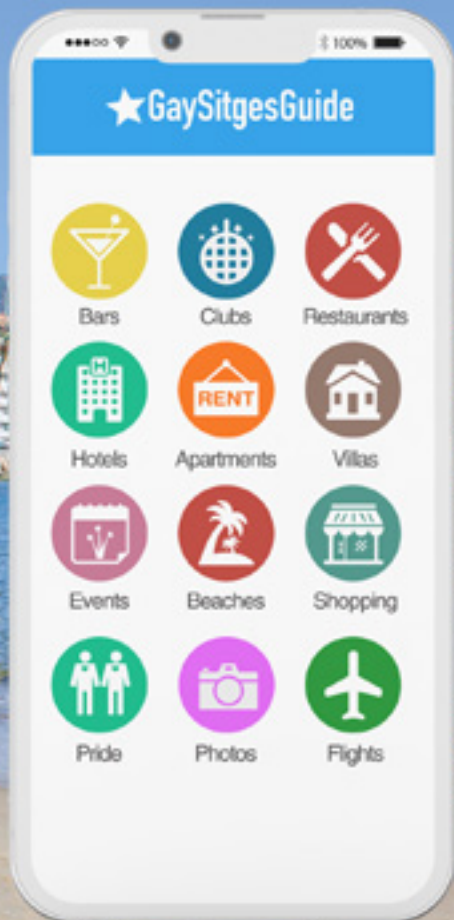 100%
GaySitgesGuide
Bars Clubs Restaurants
H
RENT
Hotels Apartments Villas
Events Beaches Shopping
Pride Photos Flights